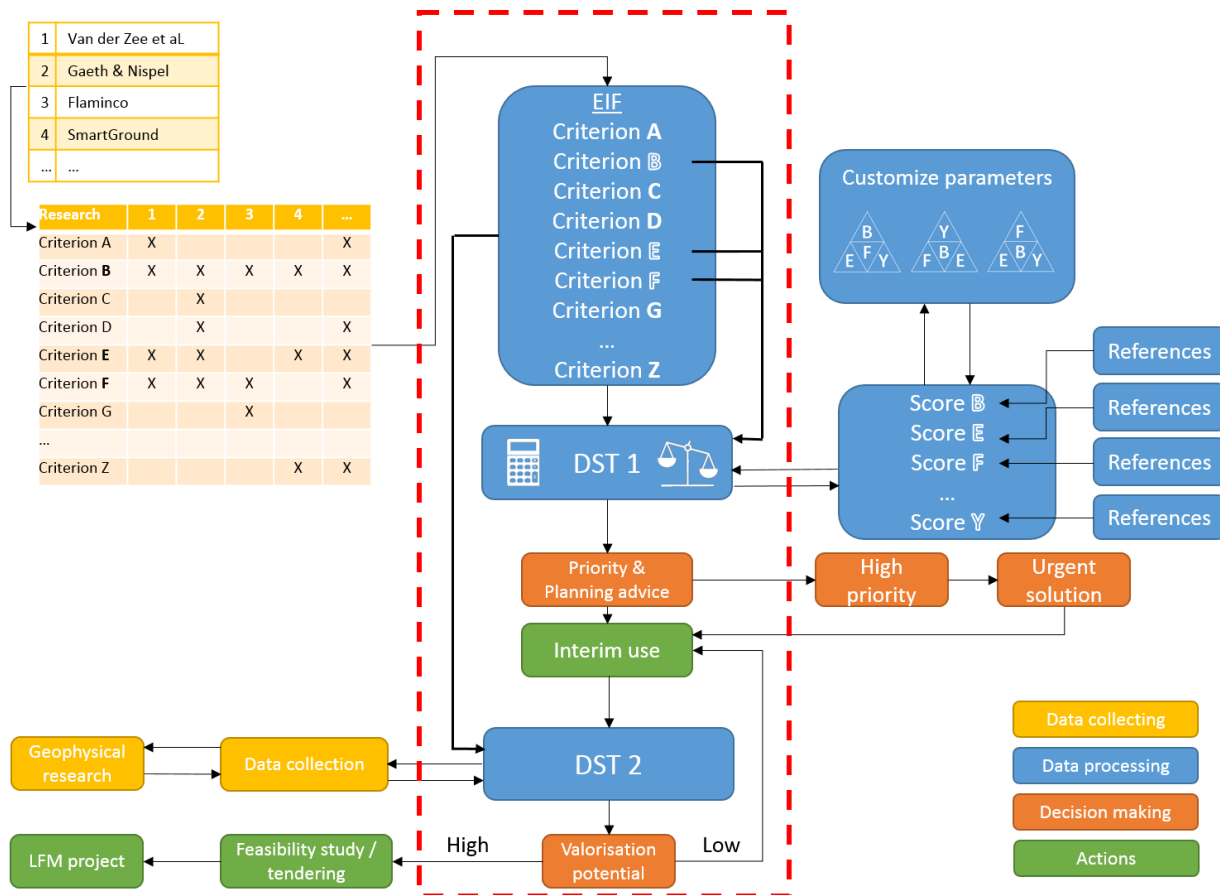 1 Van der Zee et aL
2 Gaeth & Nispel
3 Flaminco
4 SmartGround
... ...
Research 1 2 3 4 ...
Criterion A X X
Criterion B X X X X X
Criterion C X
Criterion D X X
Criterion E X X X X
Criterion F X X X X
Criterion G X
...
Criterion Z X X
EIF
Criterion A
Criterion B
Criterion C
Criterion D
Criterion E
Criterion F
Criterion G
...
Criterion Z
Customize parameters
B
E F Y
Y
F B E
F
E B Y
Score B
Score E
Score F
...
Score Y
References
References
References
References
DST 1
Priority &
Planning advice
High
priority
Urgent
solution
Interim use
DST 2
Data collection
Geophysical
research
Valorisation
potential
High
Low
Feasibility study /
tendering
LFM project
Data collecting
Data processing
Decision making
Actions